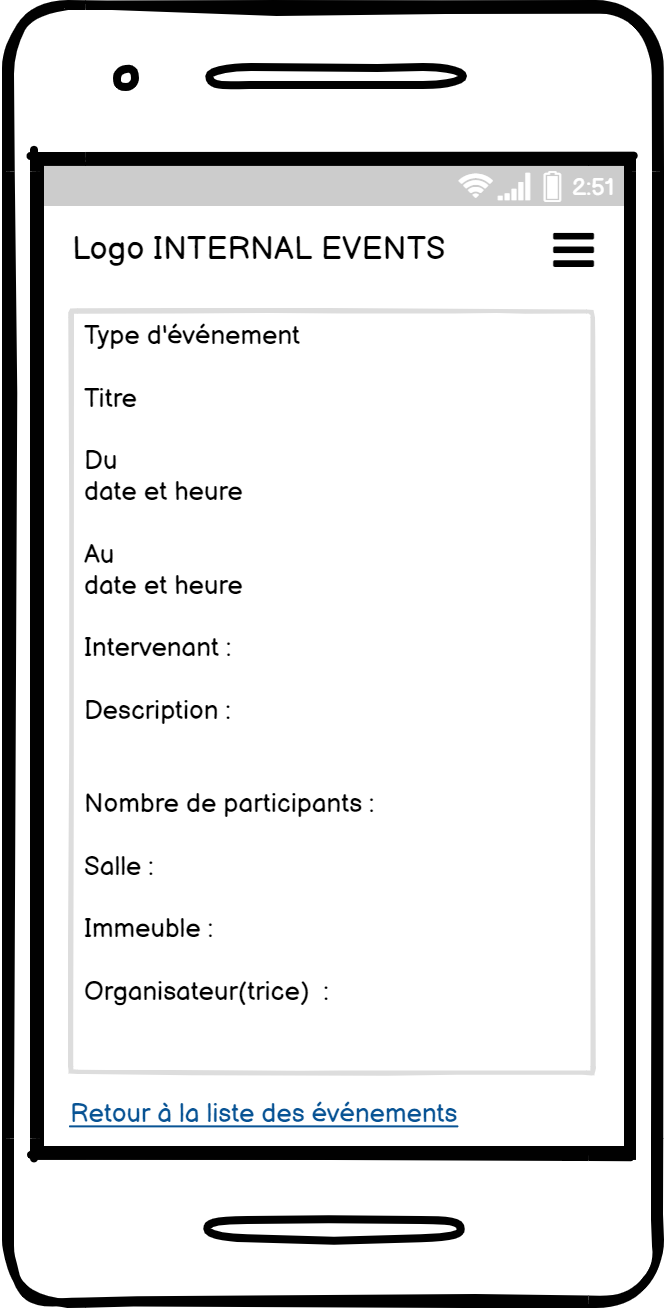 2:51
Logo INTERNAL EVENTS
Type d'événement
Titre
Du
date et heure
Au
date et heure
Intervenant :
Description :
Nombre de participants :
Salle :
Immeuble :
Organisateur(trice)  :
Retour à la liste des événements